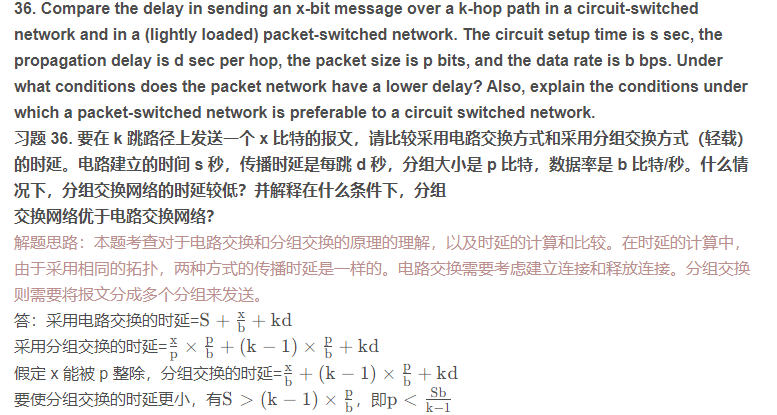 36. Compare the delay in sending an x-bit message over a k-hop path in a circuit-switched
network and in a (lightly loaded) packet-switched network. The circuit setup time is s sec, the
propagation delay is d sec per hop, the packet size is p bits, and the data rate is b bps. Under
what conditions does the packet network have a lower delay? Also, explain the conditions under
which a packet-switched network is preferable to a circuit switched network.
习题 36. 要在 k 跳路径上发送一个 x 比特的报文，请比较采用电路交换方式和采用分组交换方式（轻载）
的时延。电路建立的时间 s 秒，传播时延是每跳 d 秒，分组大小是 p 比特，数据率是 b 比特/秒。什么情
况下，分组交换网络的时延较低？并解释在什么条件下，分组
交换网络优于电路交换网络？
解题思路：本题考查对于电路交换和分组交换的原理的理解，以及时延的计算和比较。在时延的计算中，
由于采用相同的拓扑，两种方式的传播时延是一样的。电路交换需要考虑建立连接和释放连接。分组交换
则需要将报文分成多个分组来发送。
答：采用电路交换的时延=S + x/b + kd
采用分组交换的时延=x/p × p/b + (k − 1) × p/b + kd
假定 x 能被 p 整除，分组交换的时延=x/b + (k − 1) × p/b + kd
要使分组交换的时延更小，有S > (k − 1) × p/b，即p < Sb/(k−1)